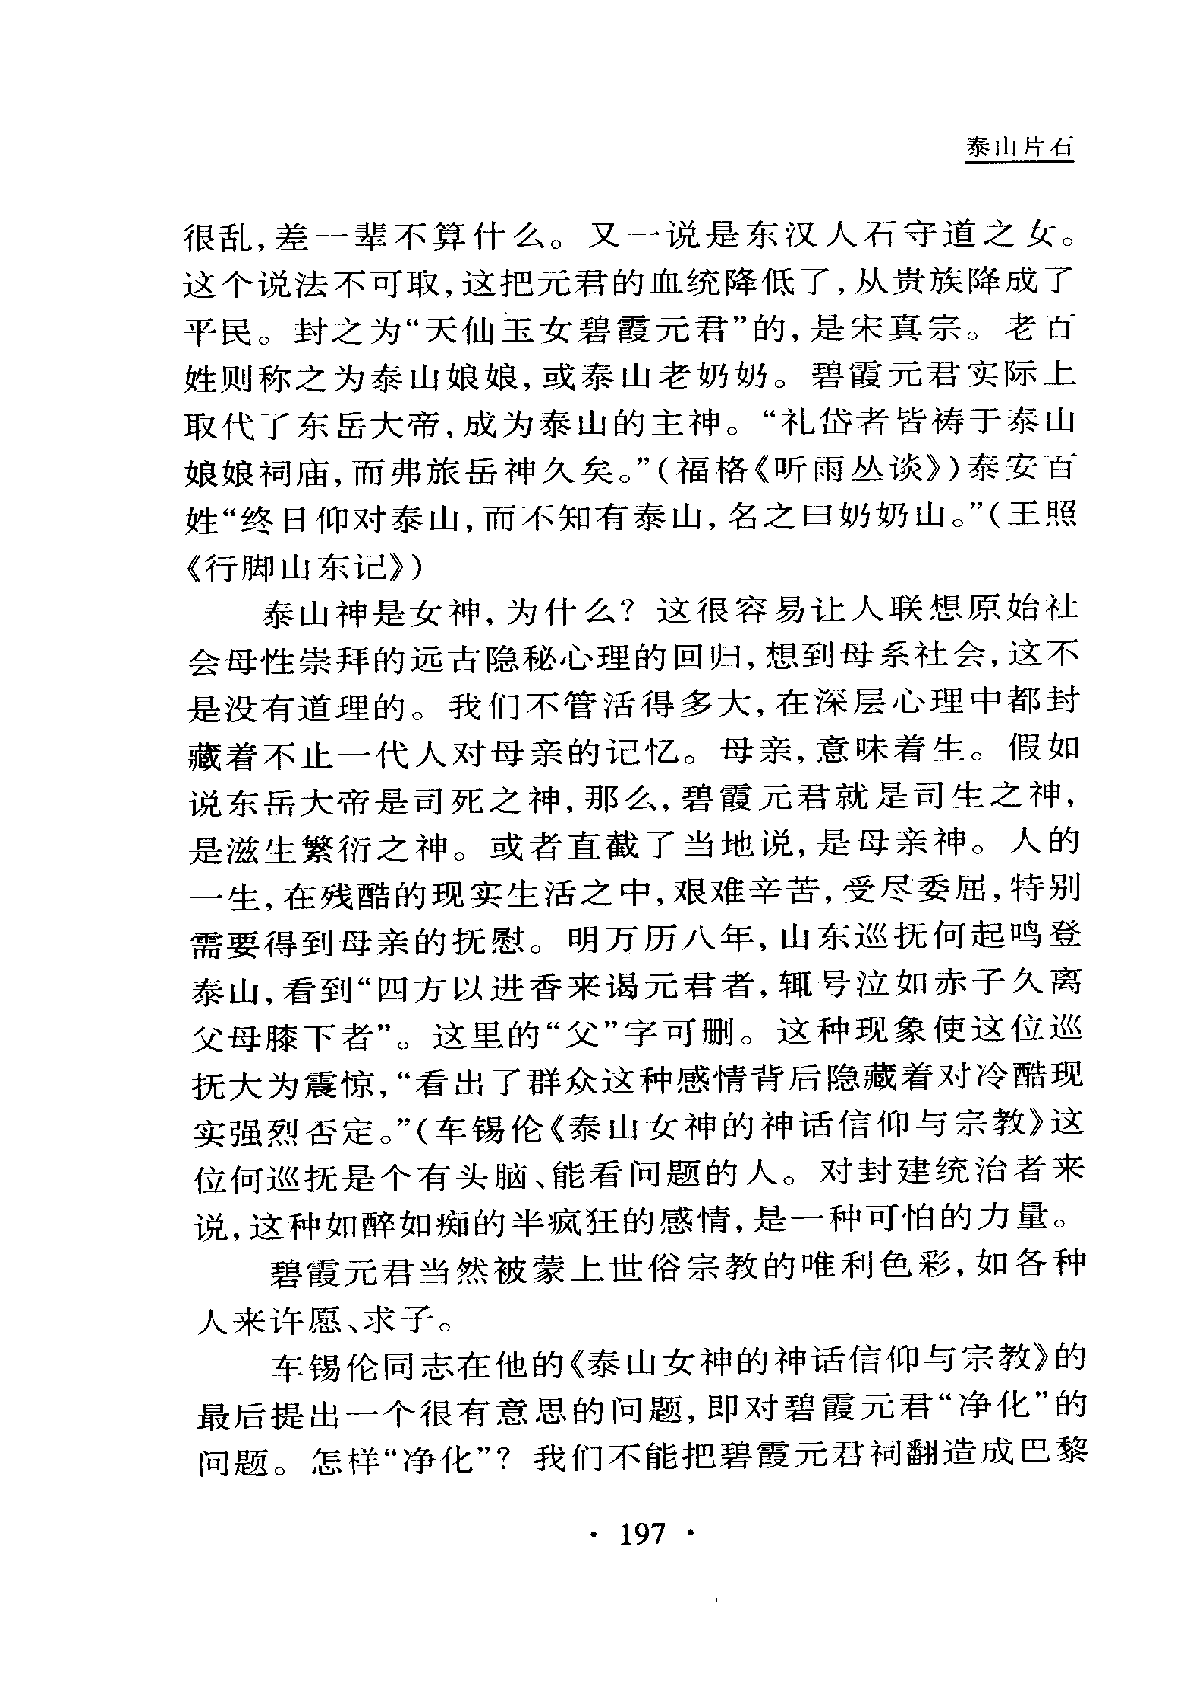 泰山片石
很乱,差一辈不算什么。又一说是东汉人石守道之女。
这个说法不可取,这把元君的血统降低了,从贵族降成了
平民。封之为“天仙玉女碧霞元君”的,是宋真宗。老百
姓则称之为泰山娘娘,或泰山老奶奶。碧霞元君实际上
取代了东岳大帝,成为泰山的主神。“礼岱者皆祷于泰山
娘娘祠庙,而弗旅岳神久矣。”(福格《听雨丛谈》)泰安百
姓“终日仰对泰山,而不知有泰山,名之曰奶奶山。”(王照
《行脚山东记》)
泰山神是女神,为什么?这很容易让人联想原始社
会母性崇拜的远古隐秘心理的回归,想到母系社会,这不
是没有道理的。我们不管活得多大,在深层心理中都封
藏着不止一代人对母亲的记忆。母亲,意味着生。假如
说东岳大帝是司死之神,那么,碧霞元君就是司生之神,
是滋生繁衍之神。或者直截了当地说,是母亲神。人的
一生,在残酷的现实生活之中,艰难辛苦,受尽委屈,特别
需要得到母亲的抚慰。明万历八年,山东巡抚何起鸣登
泰山,看到“四方以进香来谒元君者,辄号泣如赤子久离
父母膝下者”。这里的“父”字可删。这种现象使这位巡
抚大为震惊,“看出了群众这种感情背后隐藏着对冷酷现
实强烈否定。”(车锡伦《泰山女神的神话信仰与宗教》这
位何巡抚是个有头脑、能看问题的人。对封建统治者来
说,这种如醉如痴的半疯狂的感情,是一种可怕的力量。
碧霞元君当然被蒙上世俗宗教的唯利色彩,如各种
人来许愿、求子。
车锡伦同志在他的《泰山女神的神话信仰与宗教》的
最后提出一个很有意思的问题,即对碧霞元君“净化”的
问题。怎样“净化”?我们不能把碧霞元君祠翻造成巴黎
· 197 ·